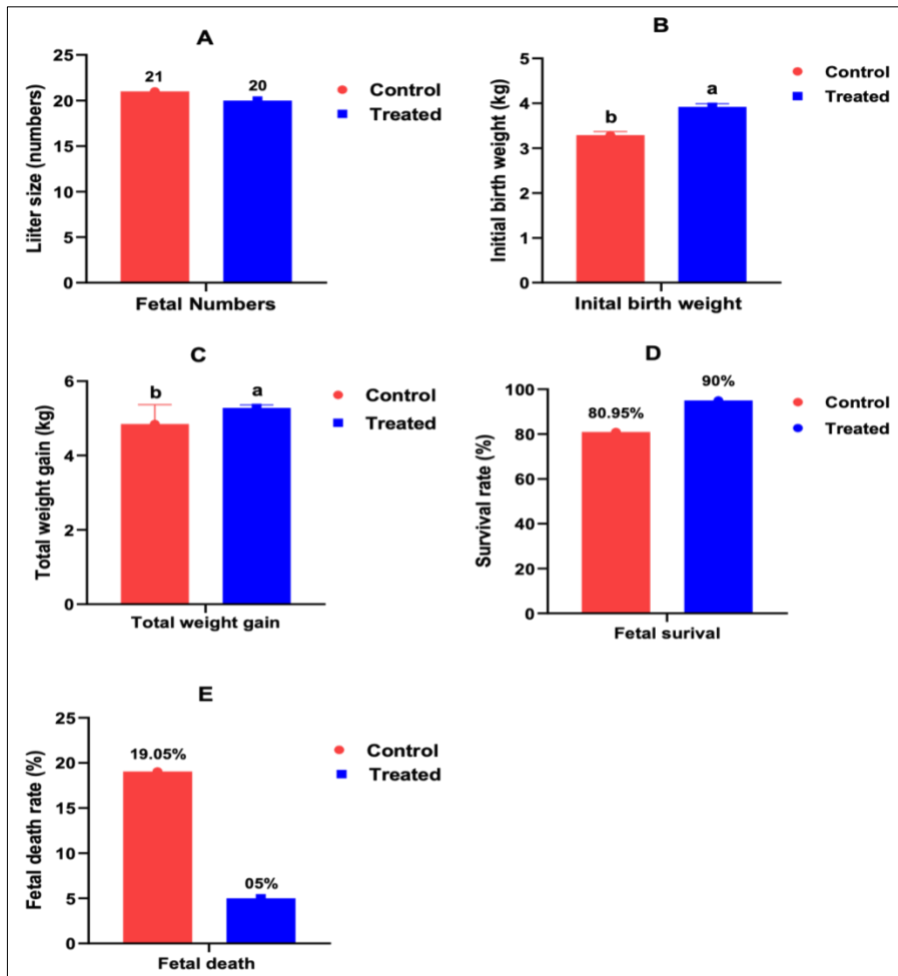 A
Liiter size (numbers)
25
20
15
10
5
0
21
20
Fetal Numbers
Control
Treated
B
Initial birth weight (kg)
5
4
3
2
1
0
b
a
Inital birth weight
Control
Treated
C
Total weight gain (kg)
6
4
2
0
b
a
Total weight gain
Control
Treated
D
Survival rate (%)
100
80
60
40
20
0
80.95%
90%
Fetal surival
Control
Treated
E
Fetal death rate (%)
25
20
15
10
5
0
19.05%
05%
Fetal death
Control
Treated